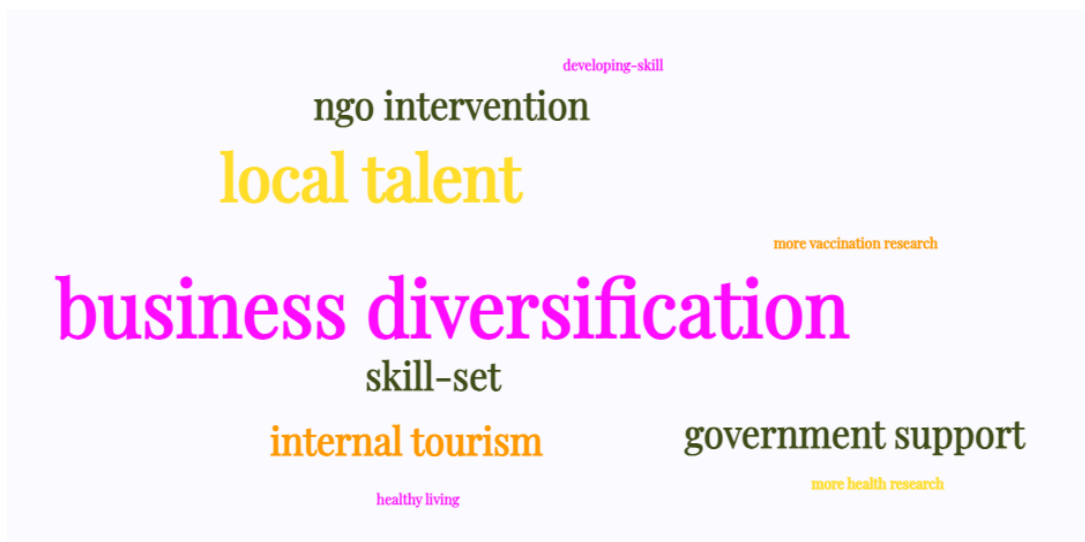 developing-skill
ngo intervention
local talent
more vaccination research
business diversification
skill-set
internal tourism
government support
more health research
healthy living